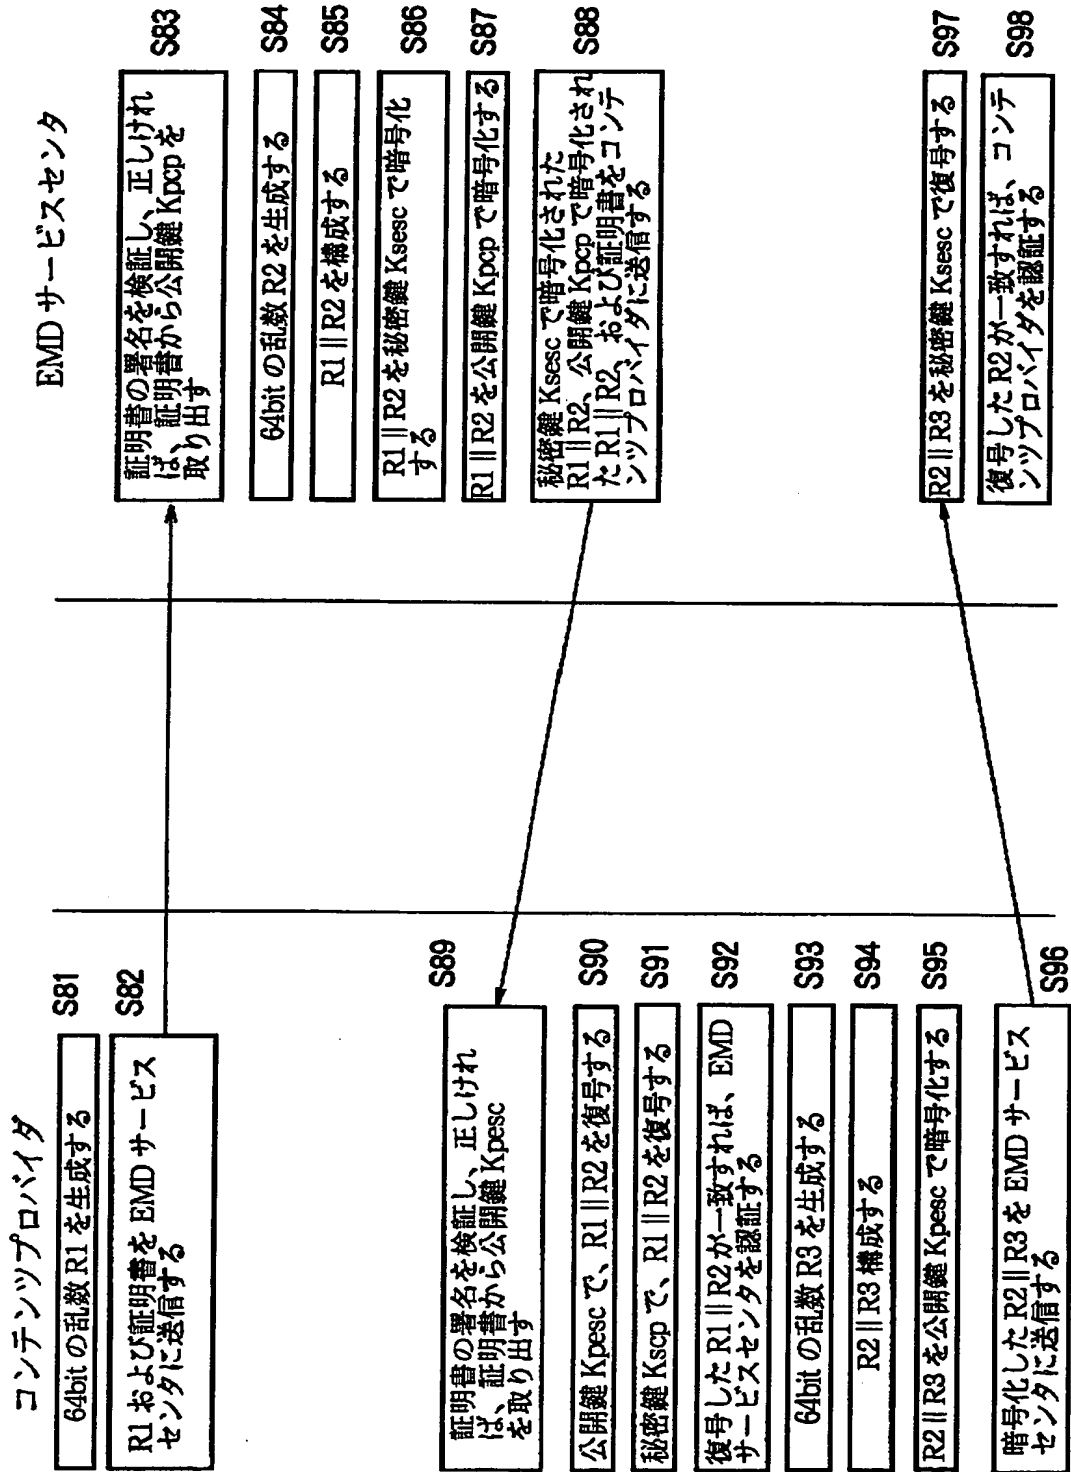 コンテンツプロバイダ
EMDサービスセンタ
64bit の乱数 R1 を生成する
S81
R1 および証明書を EMD サービス
センタに送信する
S82
証明書の署名を検証し、正しけれ
ば、証明書から公開鍵 Kpcp を
取り出す
S83
64bit の乱数 R2 を生成する
S84
R1 || R2 を構成する
S85
R1 || R2 を秘密鍵 Ksesc で暗号化
する
S86
R1 || R2 を公開鍵 Kpcp で暗号化する
S87
秘密鍵 Ksesc で暗号化された
R1 || R2、公開鍵 Kpcp で暗号化され
た R1 || R2、および証明書をコンテ
ンツプロバイダに送信する
S88
証明書の署名を検証し、正しけれ
ば、証明書から公開鍵 Kpesc
を取り出す
S89
公開鍵 Kpesc で、R1 || R2 を復号する
S90
秘密鍵 Kscp で、R1 || R2 を復号する
S91
復号した R1 || R2 が一致すれば、EMD
サービスセンタを認証する
S92
64bit の乱数 R3 を生成する
S93
R2 || R3 構成する
S94
R2 || R3 を公開鍵 Kpesc で暗号化する
S95
暗号化した R2 || R3 を EMD サービス
センタに送信する
S96
R2 || R3 を秘密鍵 Ksesc で復号する
S97
復号した R2 が一致すれば、コンテ
ンツプロバイダを認証する
S98